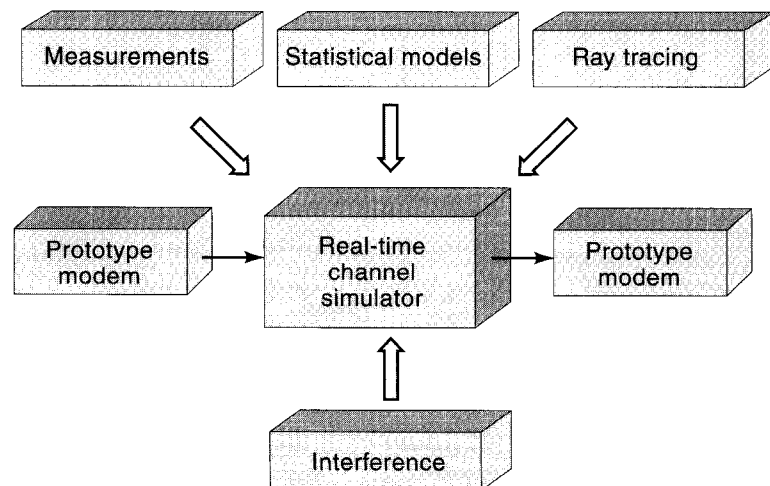 Measurements
Statistical models
Ray tracing
Prototype
modem
Real-time
channel
simulator
Prototype
modem
Interference